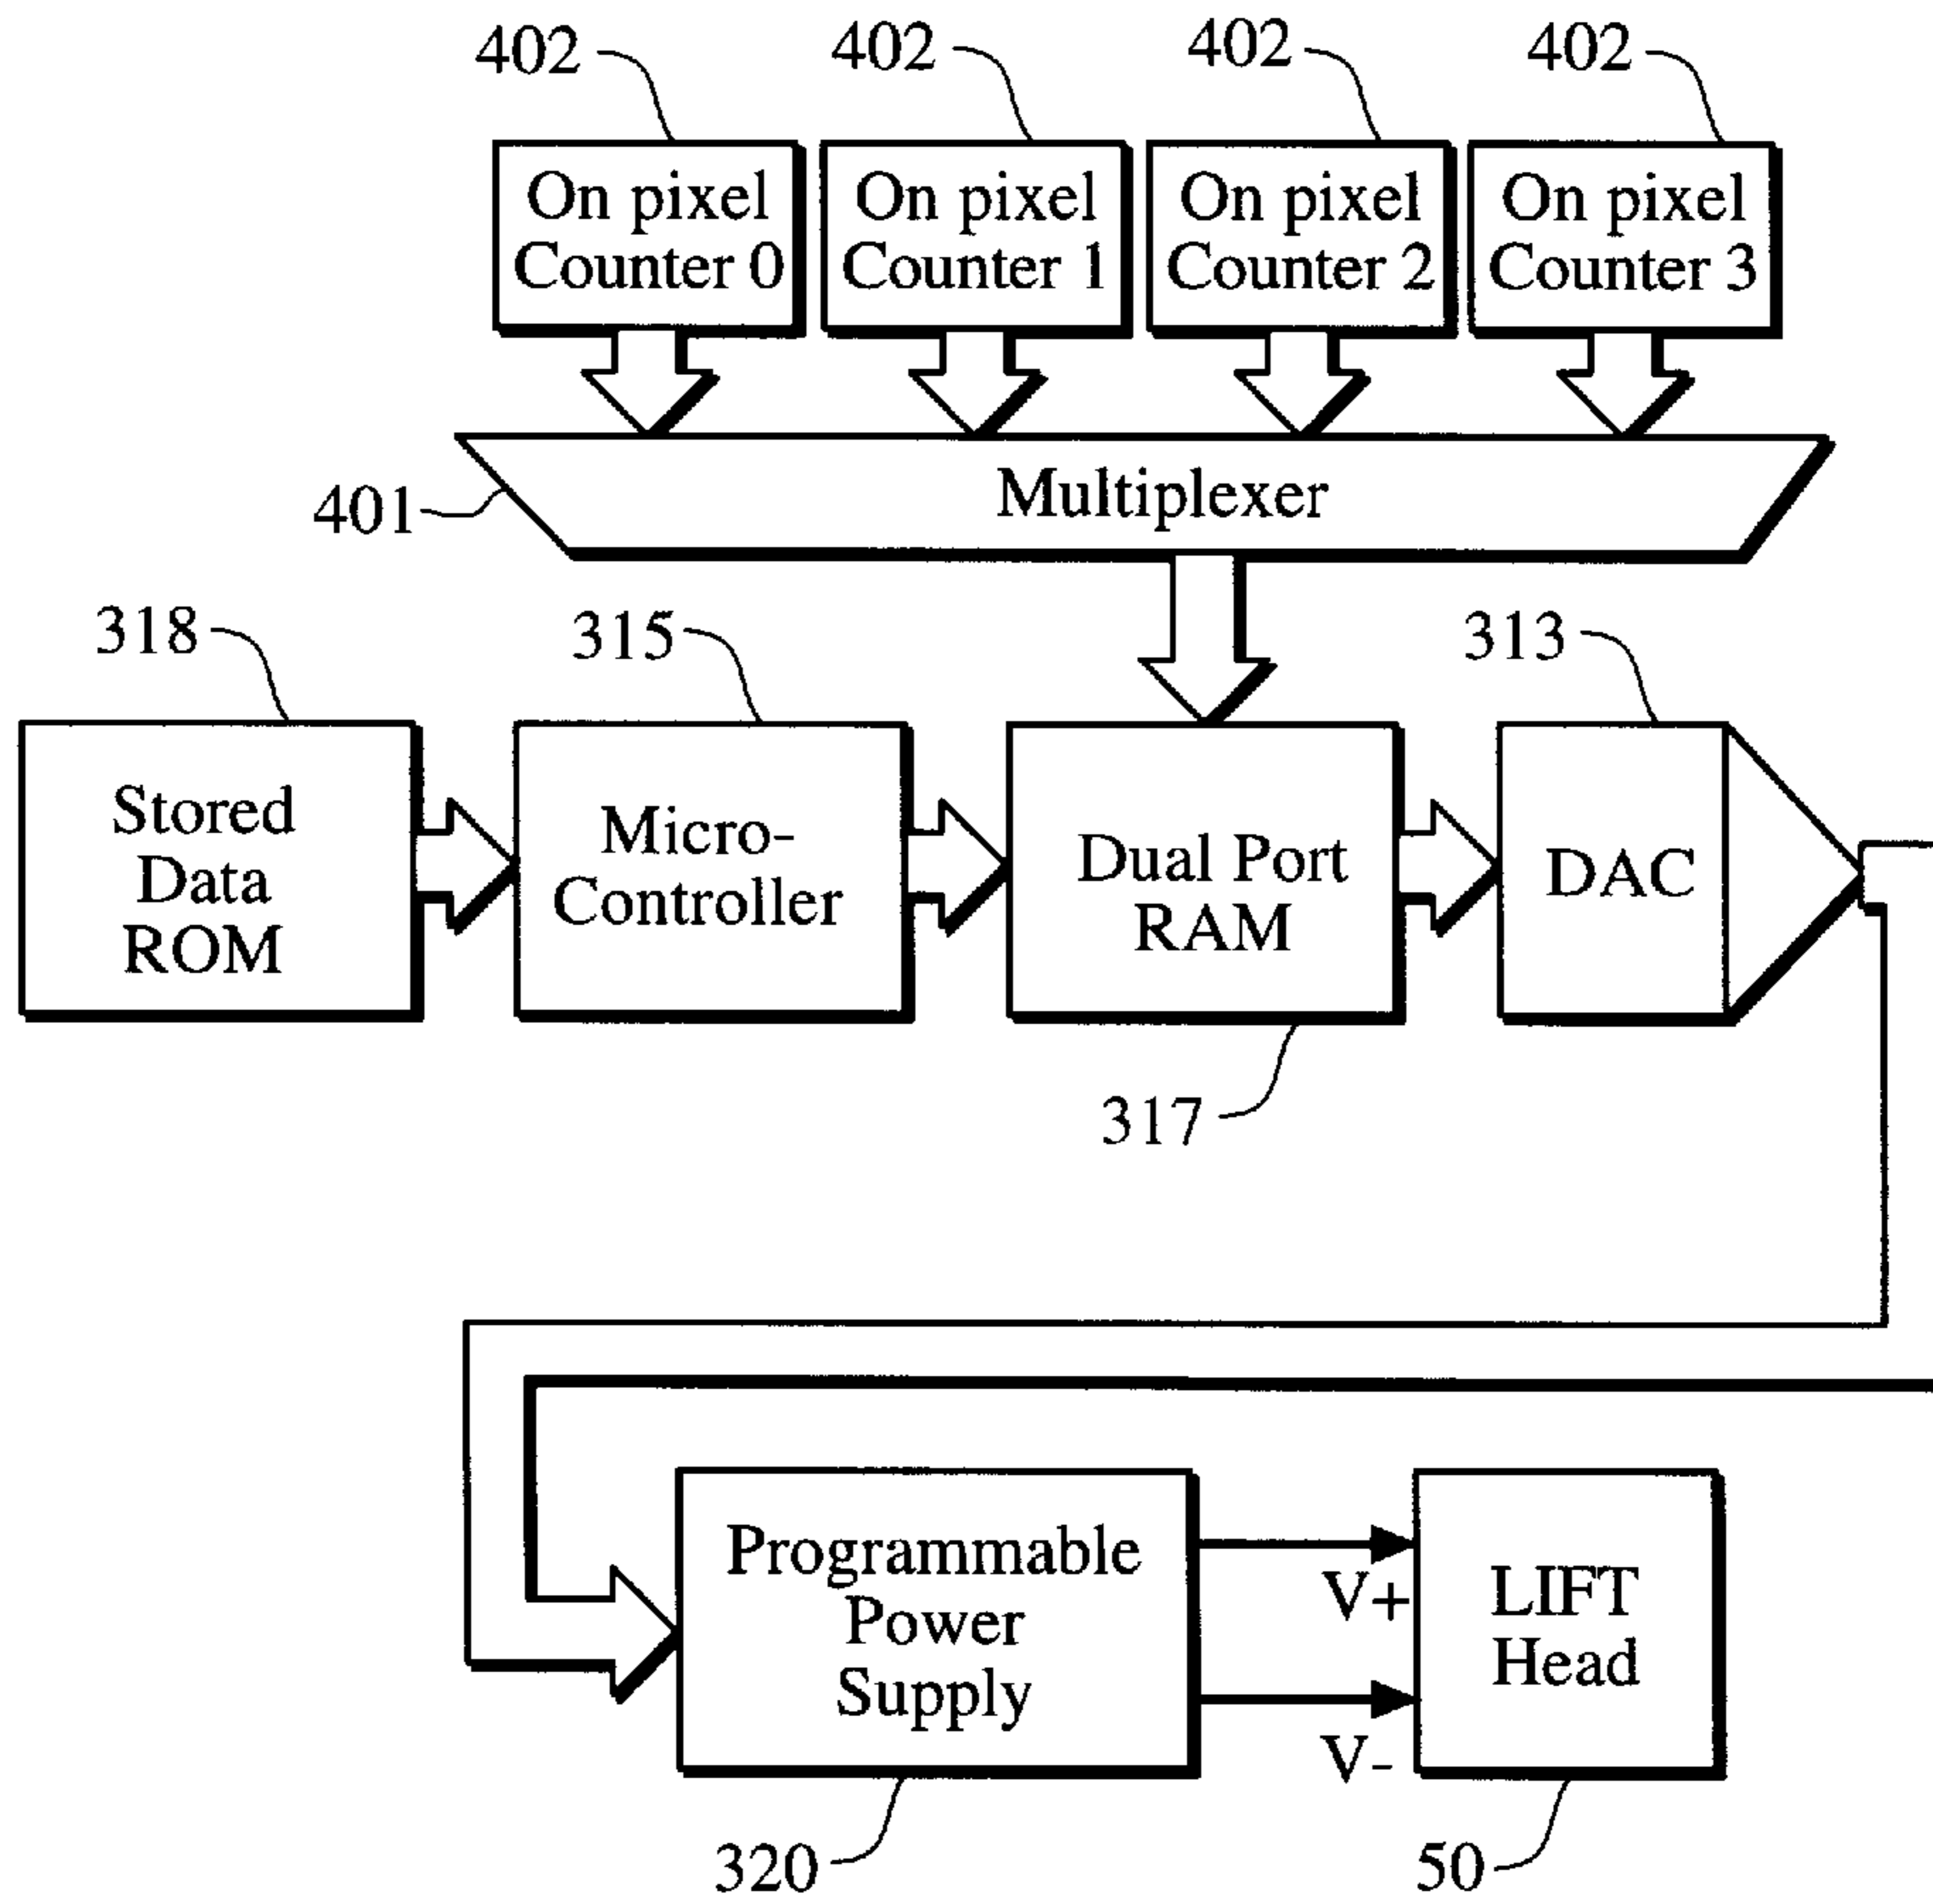 402
402
402
402
On pixel
Counter 0
On pixel
Counter 1
On pixel
Counter 2
On pixel
Counter 3
401
Multiplexer
318
315
313
Stored
Data
ROM
Micro-
Controller
Dual Port
RAM
DAC
317
Programmable
Power
Supply
V+
V-
LIFT
Head
320
50